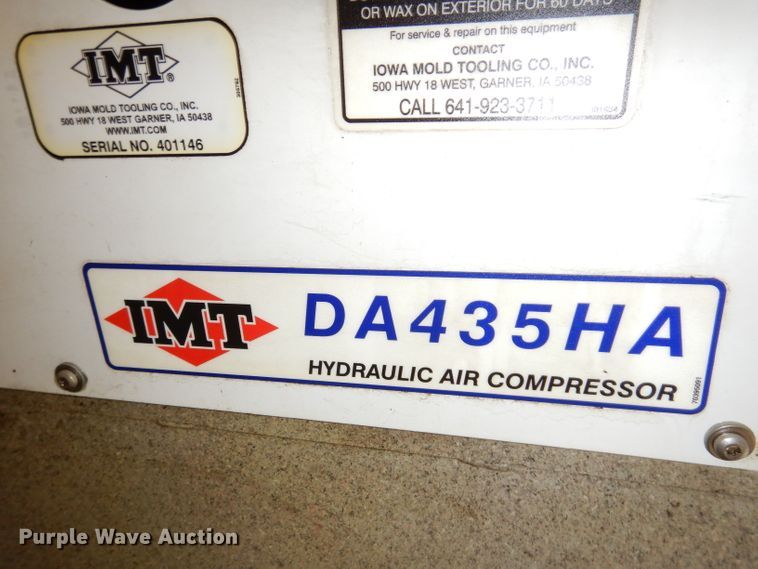 IMT®
IOWA MOLD TOOLING CO., INC.
500 HWY 18 WEST GARNER, IA 50438
WWW.IMT.COM
SERIAL NO. 401146
OR WAX ON EXTERIOR FOR 60 DAYS
For service & repair on this equipment
CONTACT
IOWA MOLD TOOLING CO., INC.
500 HWY 18 WEST, GARNER, IA 50438
CALL 641-923-3711
IMT
DA435HA
HYDRAULIC AIR COMPRESSOR
70395091
Purple Wave Auction